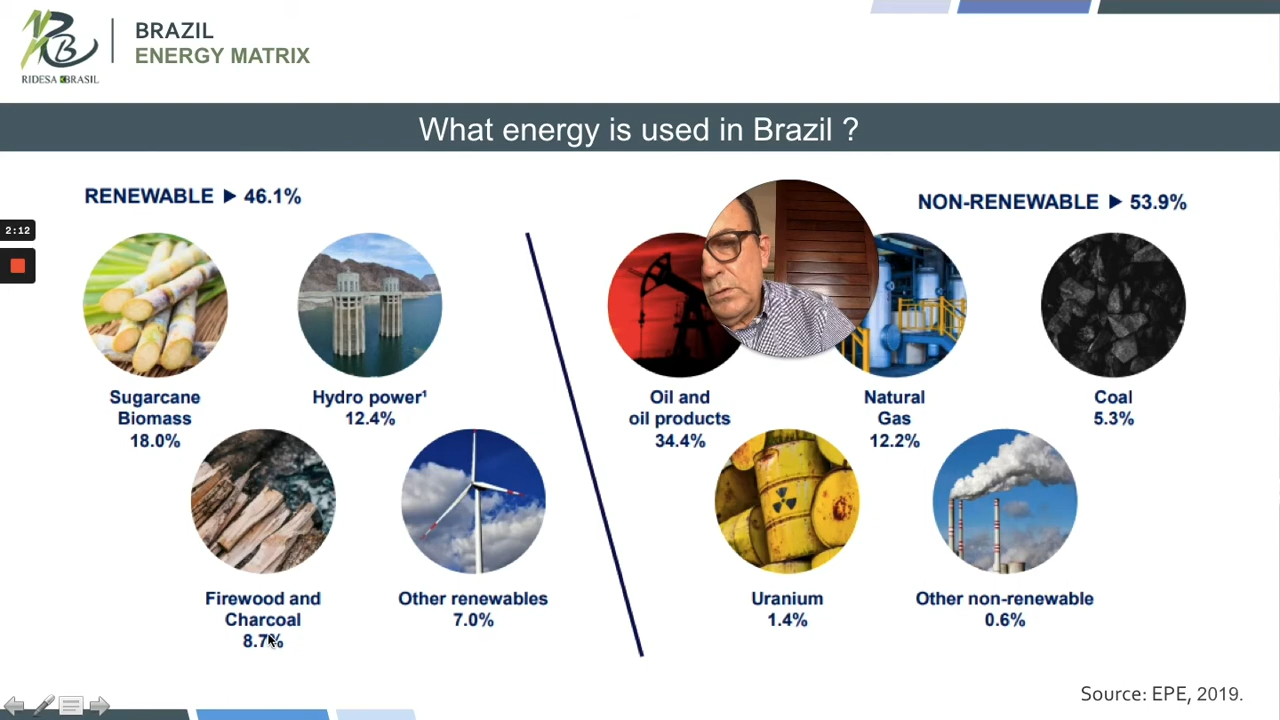 RIDESA BRASIL
BRAZIL
ENERGY MATRIX
What energy is used in Brazil ?
RENEWABLE ▶ 46.1%
NON-RENEWABLE ▶ 53.9%
2:12
Sugarcane
Biomass
18.0%
Hydro power¹
12.4%
Oil and
oil products
34.4%
Natural
Gas
12.2%
Coal
5.3%
Firewood and
Charcoal
8.7%
Other renewables
7.0%
Uranium
1.4%
Other non-renewable
0.6%
Source: EPE, 2019.